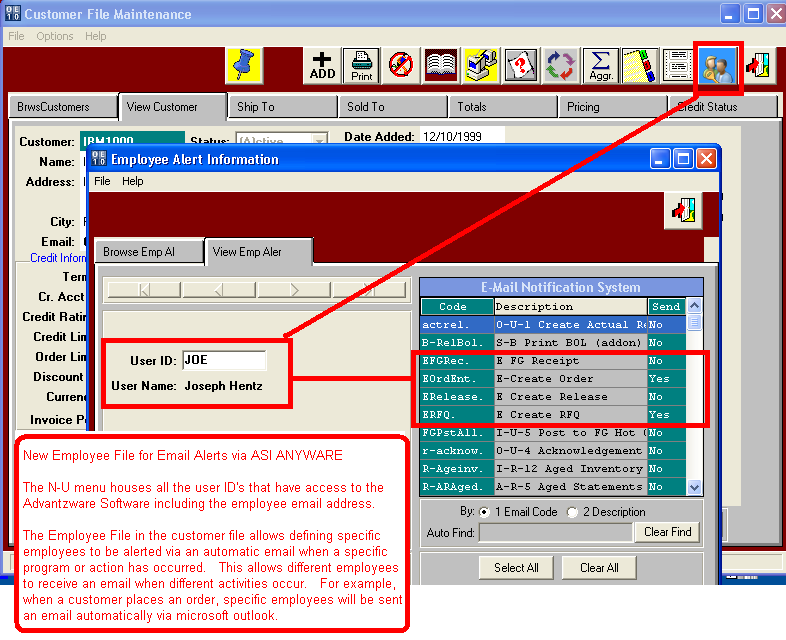 Customer File Maintenance
File Options Help
ADD
Print
Aggr.
BrwsCustomers View Customer Ship To Sold To Totals Pricing Credit Status
Customer: IBM1000 Status: (A)ctive Date Added: 12/10/1999
Name:
Address:
City:
Email:
Credit Inform
Term
Cr. Acct
Credit Ratin
Credit Lim
Order Lim
Discount
Curren
Invoice P
Employee Alert Information
File Help
Browse Emp Al View Emp Aler
User ID: JOE
User Name: Joseph Hentz
E-Mail Notification System
Code Description Send
actrel. O-U-1 Create Actual Re No
B-RelBol. S-B Print BOL (addon) No
EFGRec. E FG Receipt No
EOrdEnt. E-Create Order Yes
ERelease. E Create Release No
ERFQ. E Create RFQ Yes
FGPstAll. I-U-5 Post to FG Hot ( No
r-acknow. O-U-4 Acknowledgement No
R-Ageinv. I-R-12 Aged Inventory No
R-ARAged. A-R-5 Aged Statements No
By: 1 Email Code 2 Description
Auto Find: Clear Find
Select All Clear All
New Employee File for Email Alerts via ASI ANYWARE
The N-U menu houses all the user ID's that have access to the
Advantzware Software including the employee email address.
The Employee File in the customer file allows defining specific
employees to be alerted via an automatic email when a specific
program or action has occurred. This allows different employees
to receive an email when different activities occur. For example,
when a customer places an order, specific employees will be sent
an email automatically via microsoft outlook.